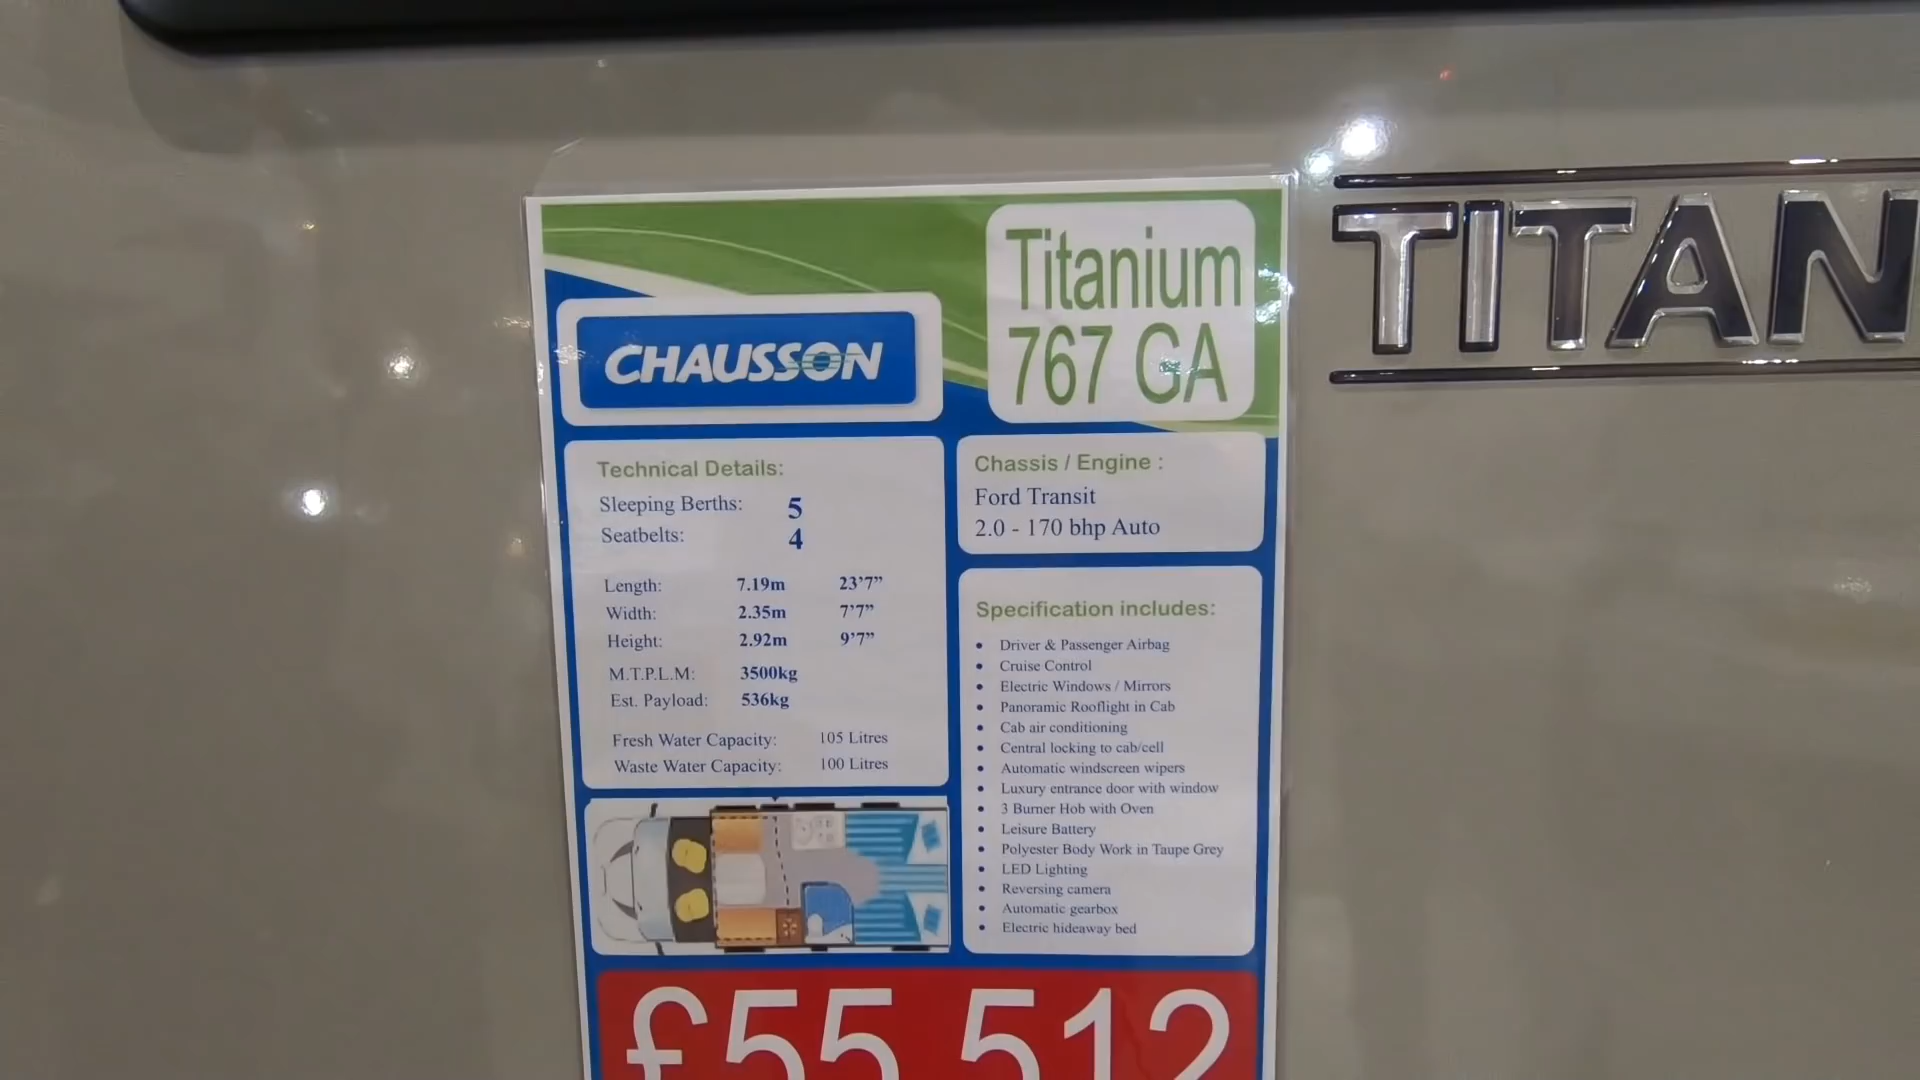 TITAN
Titanium
767 GA
CHAUSSON
Technical Details:
Sleeping Berths: 5
Seatbelts: 4
Length: 7.19m 23'7”
Width: 2.35m 7'7”
Height: 2.92m 9'7”
M.T.P.L.M: 3500kg
Est. Payload: 536kg
Fresh Water Capacity: 105 Litres
Waste Water Capacity: 100 Litres
Chassis / Engine :
Ford Transit
2.0 - 170 bhp Auto
Specification includes:
• Driver & Passenger Airbag
• Cruise Control
• Electric Windows / Mirrors
• Panoramic Rooflight in Cab
• Cab air conditioning
• Central locking to cab/cell
• Automatic windscreen wipers
• Luxury entrance door with window
• 3 Burner Hob with Oven
• Leisure Battery
• Polyester Body Work in Taupe Grey
• LED Lighting
• Reversing camera
• Automatic gearbox
• Electric hideaway bed
£55,512